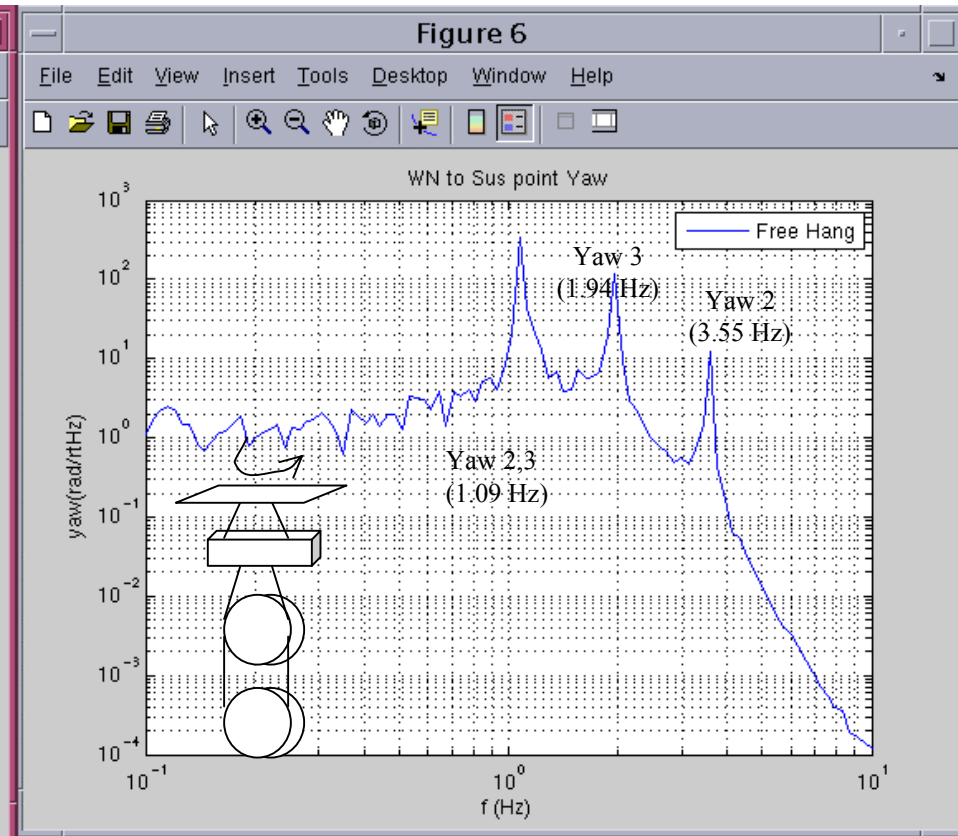 Figure 6
File Edit View Insert Tools Desktop Window Help
WN to Sus point Yaw
Free Hang
Yaw 3
(1.94 Hz)
Yaw 2
(3.55 Hz)
Yaw 2,3
(1.09 Hz)
yaw(rad/rtHz)
10^3
10^2
10^1
10^0
10^-1
10^-2
10^-3
10^-4
10^-1 10^0 10^1
f (Hz)